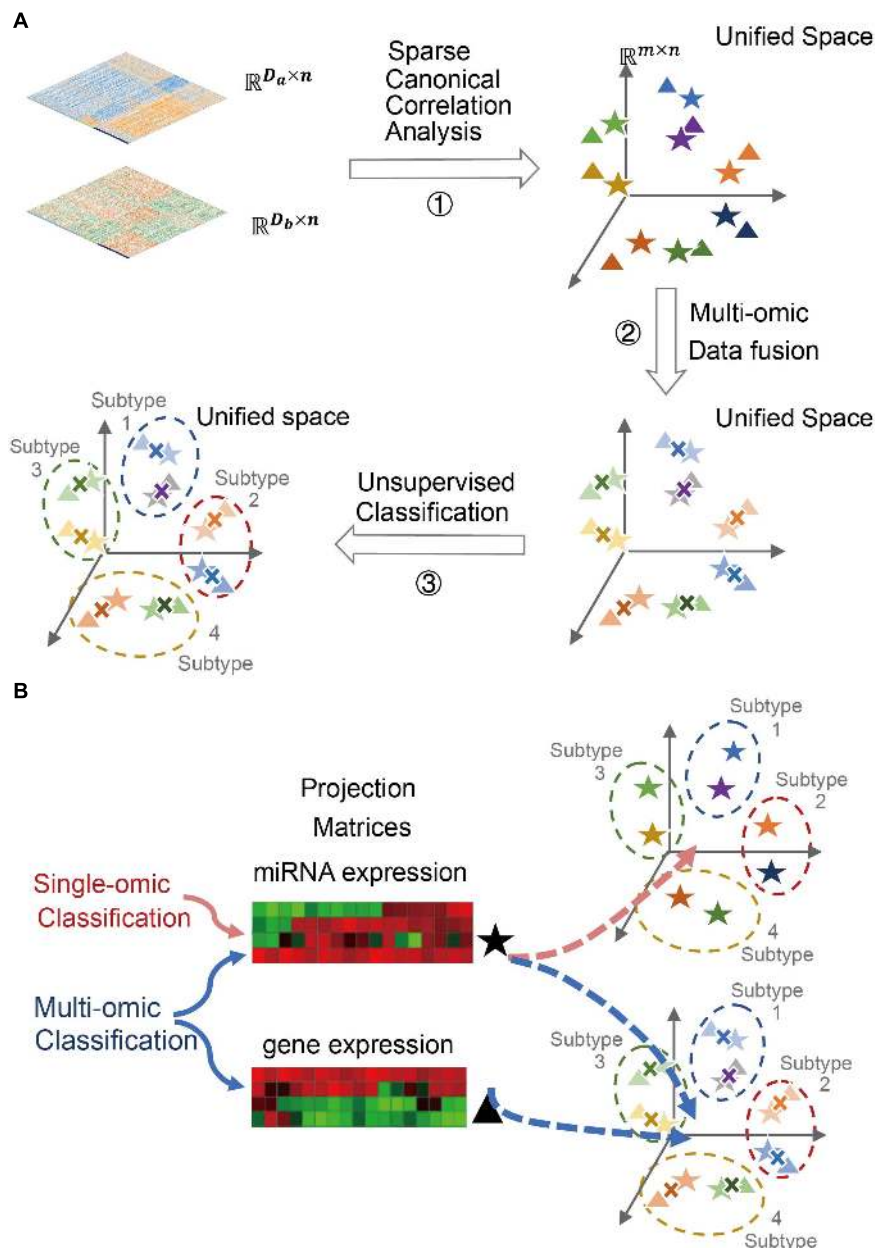 A
ℝ^{D_a×n}
Sparse
Canonical
Correlation
Analysis
①
ℝ^{m×n}
Unified Space
ℝ^{D_b×n}
②
Multi-omic
Data fusion
Subtype
1
Unified space
Subtype
3
Subtype
2
4
Subtype
Unsupervised
Classification
③
Unified Space
B
Projection
Matrices
miRNA expression
Single-omic
Classification
Multi-omic
Classification
gene expression
Subtype
1
Subtype
3
Subtype
2
4
Subtype
Subtype
1
Subtype
3
Subtype
2
4
Subtype